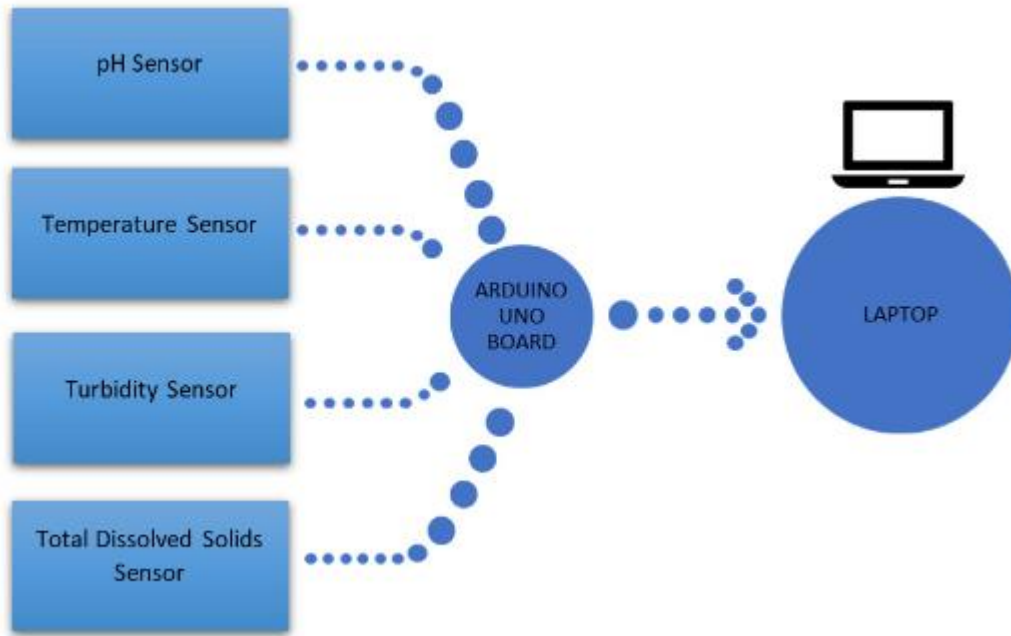 pH Sensor
Temperature Sensor
Turbidity Sensor
Total Dissolved Solids
Sensor
ARDUINO
UNO
BOARD
LAPTOP